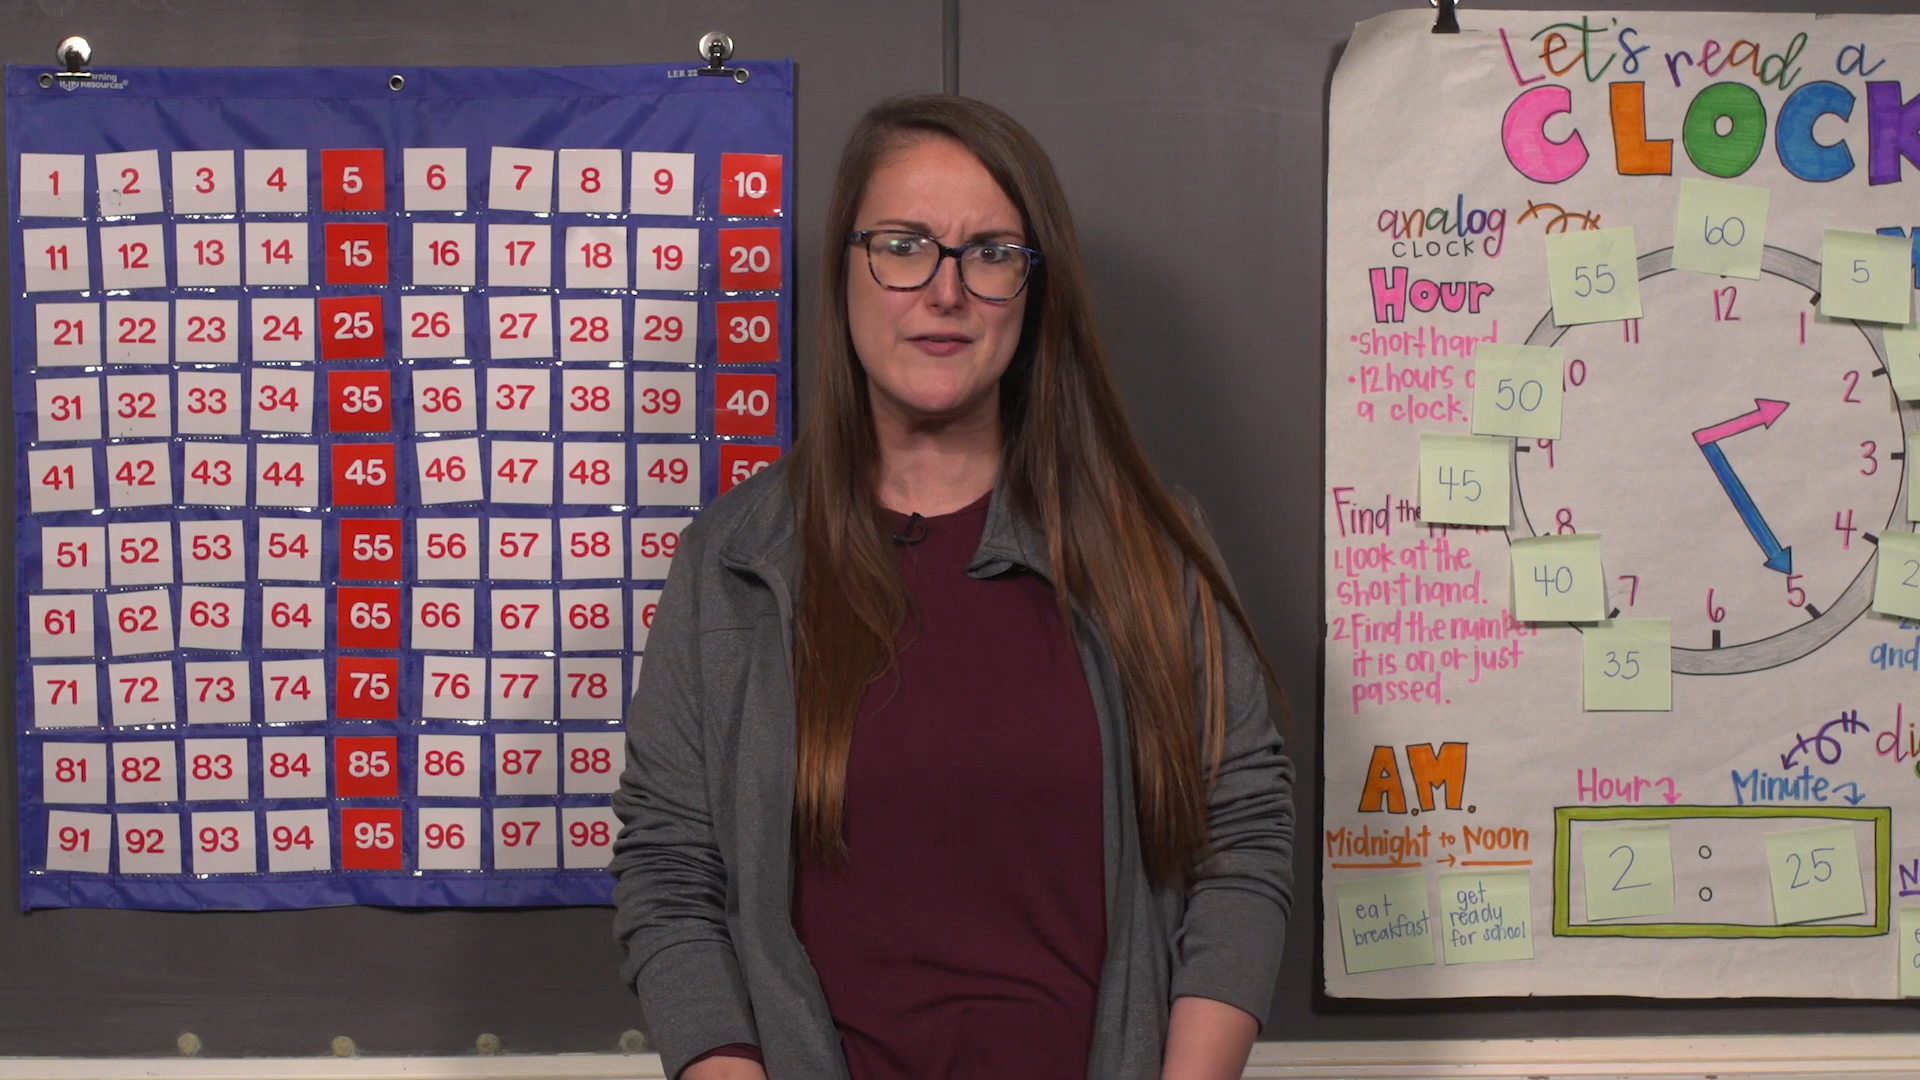 LER 22
Resources®
1 2 3 4 5 6 7 8 9 10
11 12 13 14 15 16 17 18 19 20
21 22 23 24 25 26 27 28 29 30
31 32 33 34 35 36 37 38 39 40
41 42 43 44 45 46 47 48 49
51 52 53 54 55 56 57 58 59
61 62 63 64 65 66 67 68
71 72 73 74 75 76 77 78
81 82 83 84 85 86 87 88
91 92 93 94 95 96 97 98
Let's read a
CLOCK
analog
CLOCK
Hour
•short hand
•12 hours
a clock.
Find the
1. Look at the
short hand.
2. Find the number
it is on or just
passed.
60
55
5
50
45
40
35
12
11
1
10
2
9
3
8
4
7
6
5
and
A.M.
Midnight to Noon
eat
breakfast
get
ready
for school
Hour
Minute
2 : 25